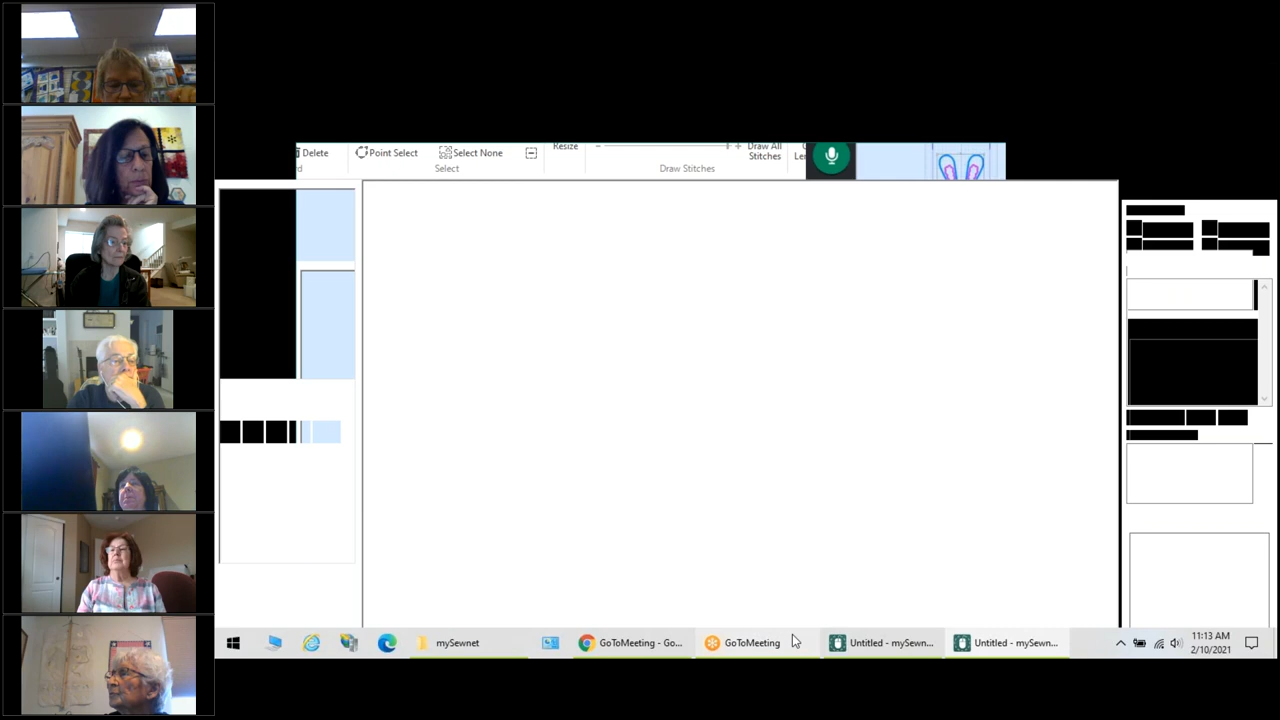 Delete
Point Select
Select None
Resize
Draw All
Stitches
Len
d
Select
Draw Stitches
mySewnet
GoToMeeting - Go...
GoToMeeting
Untitled - mySewn...
Untitled - mySewn...
11:13 AM
2/10/2021